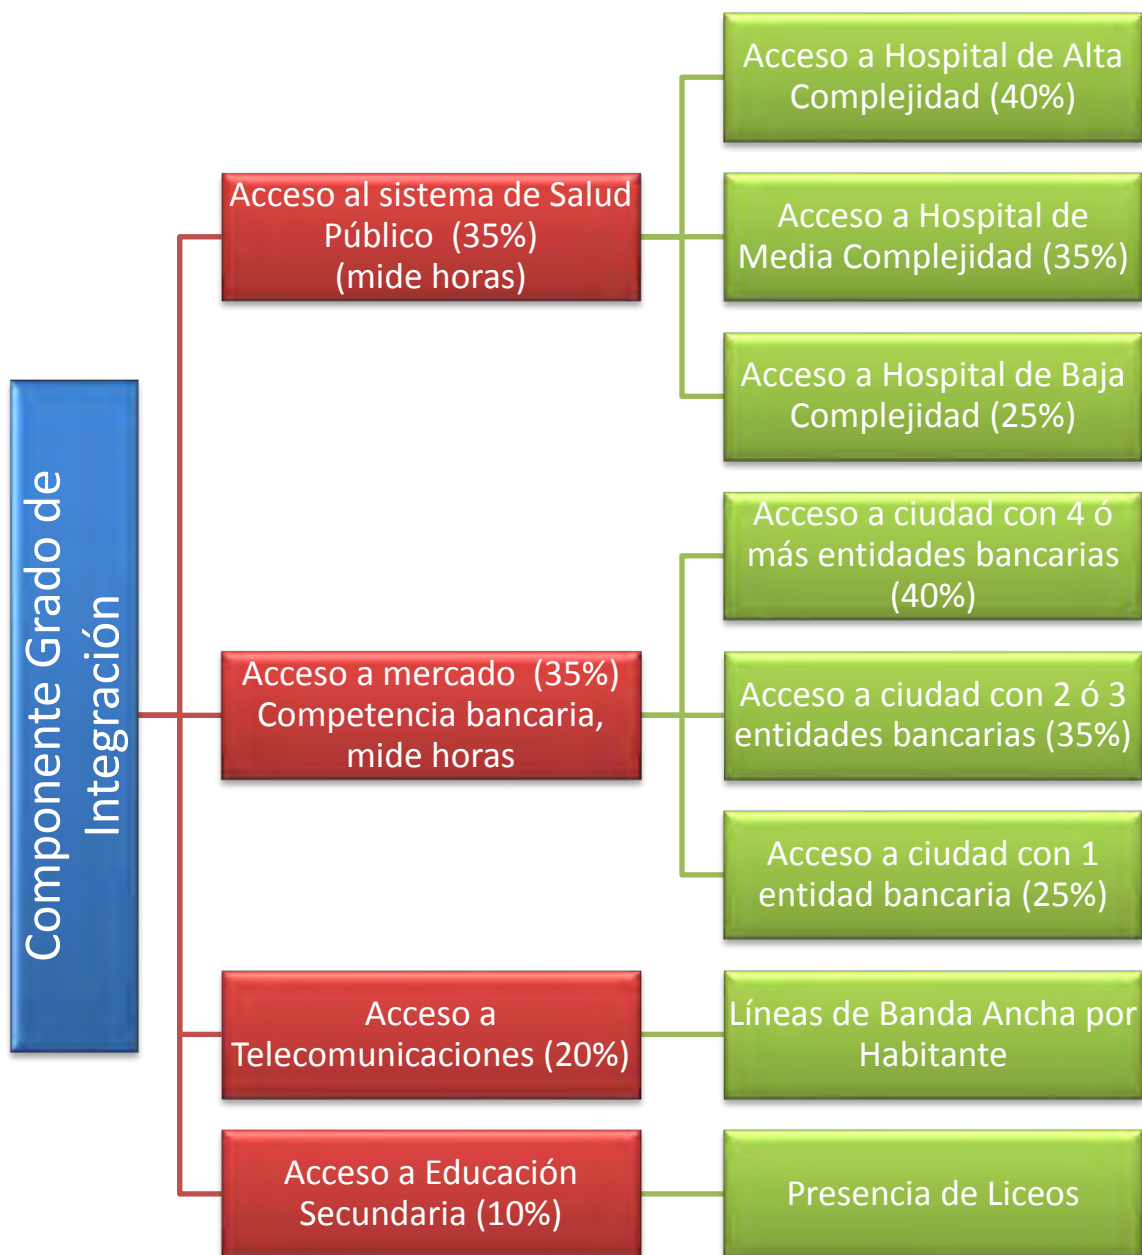 Componente Grado de
Integración
Acceso al sistema de Salud
Público (35%)
(mide horas)
Acceso a Hospital de Alta
Complejidad (40%)
Acceso a Hospital de
Media Complejidad (35%)
Acceso a Hospital de Baja
Complejidad (25%)
Acceso a mercado (35%)
Competencia bancaria,
mide horas
Acceso a ciudad con 4 ó
más entidades bancarias
(40%)
Acceso a ciudad con 2 ó 3
entidades bancarias (35%)
Acceso a ciudad con 1
entidad bancaria (25%)
Acceso a
Telecomunicaciones (20%)
Líneas de Banda Ancha por
Habitante
Acceso a Educación
Secundaria (10%)
Presencia de Liceos